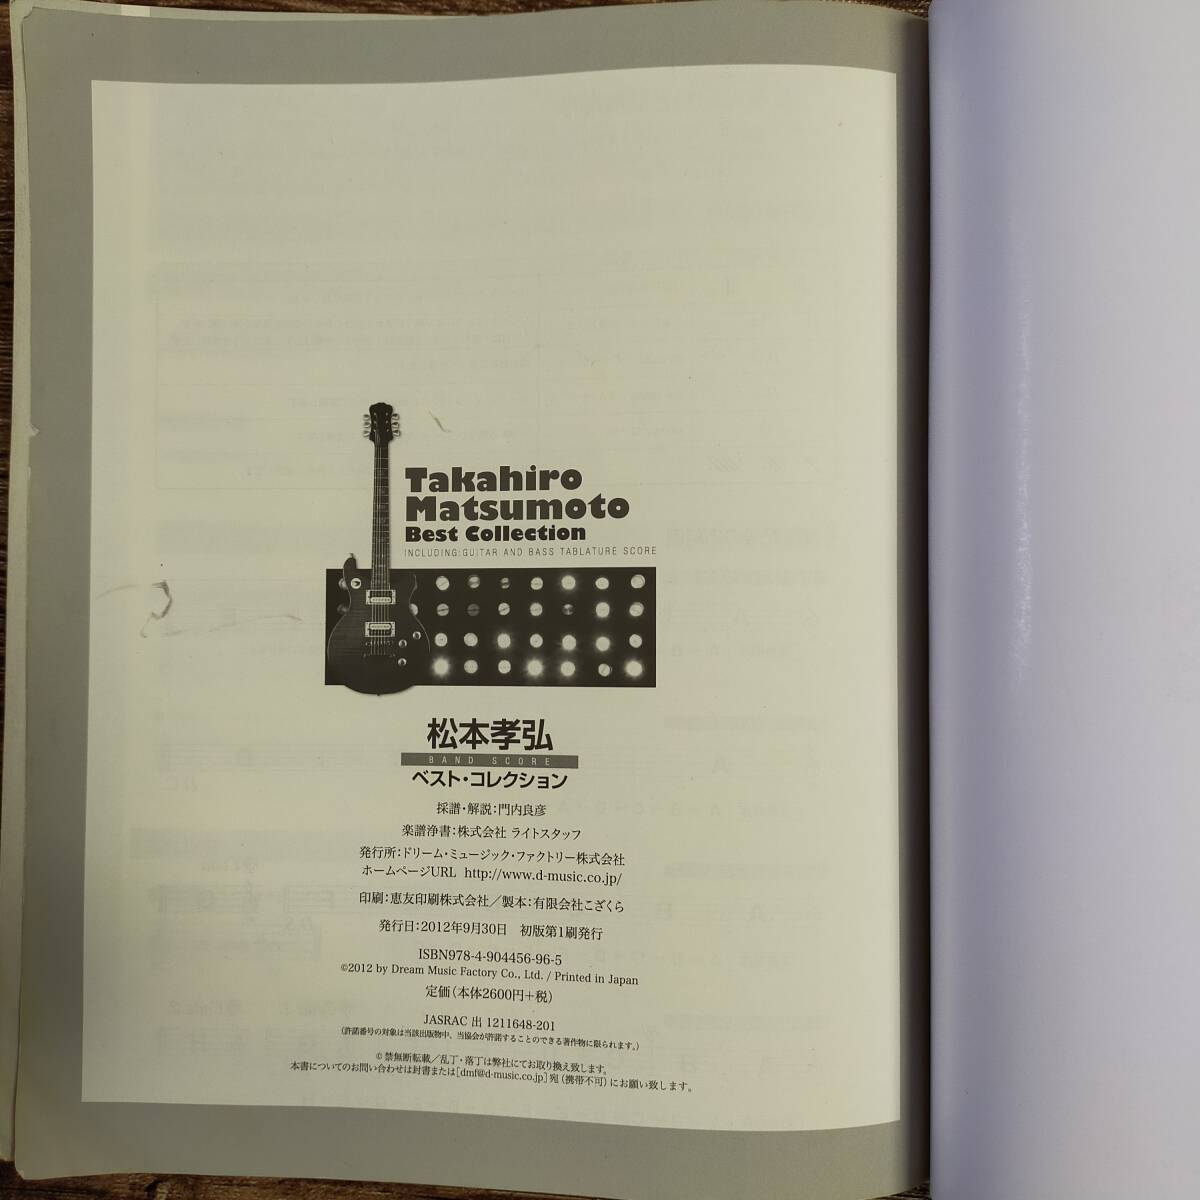 Takahiro
Matsumoto
Best Collection
INCLUDING:GUITAR AND BASS TABLATURE SCORE
松本孝弘
BAND SCORE
ベスト・コレクション
採譜・解説：門内良彦
楽譜浄書：株式会社 ライトスタッフ
発行所：ドリーム・ミュージック・ファクトリー株式会社
ホームページURL http://www.d-music.co.jp/
印刷：恵友印刷株式会社／製本：有限会社こざくら
発行日：2012年9月30日 初版第1刷発行
ISBN978-4-904456-96-5
©2012 by Dream Music Factory Co., Ltd. / Printed in Japan
定価（本体2600円＋税）
JASRAC 出 1211648-201
（許諾番号の対象は当該出版物中、当協会が許諾することのできる著作物に限られます。）
© 禁無断転載／乱丁・落丁は弊社にてお取り換え致します。
本書についてのお問い合わせは封書または[dmf@d-music.co.jp]宛（携帯不可）にお願い致します。